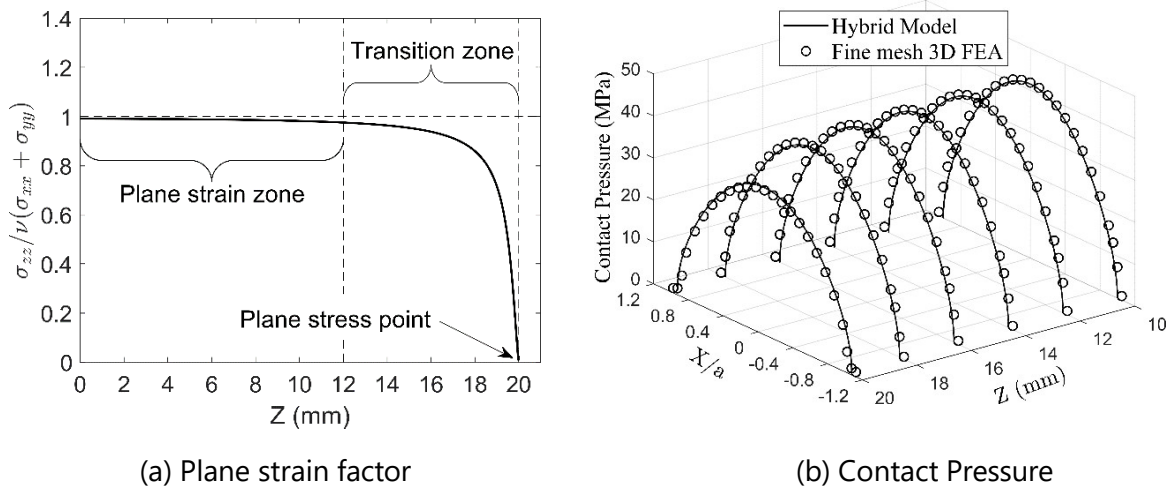 1.4
1.2
1
0.8
0.6
0.4
0.2
0
σ_zz/ν(σ_xx + σ_yy)
Transition zone
Plane strain zone
Plane stress point
0 2 4 6 8 10 12 14 16 18 20
Z (mm)
(a) Plane strain factor
Hybrid Model
Fine mesh 3D FEA
50
40
30
20
10
0
Contact Pressure (MPa)
1.2 0.8 0.4 0 -0.4 -0.8 -1.2
X/a
20 18 16 14 12 10
Z (mm)
(b) Contact Pressure